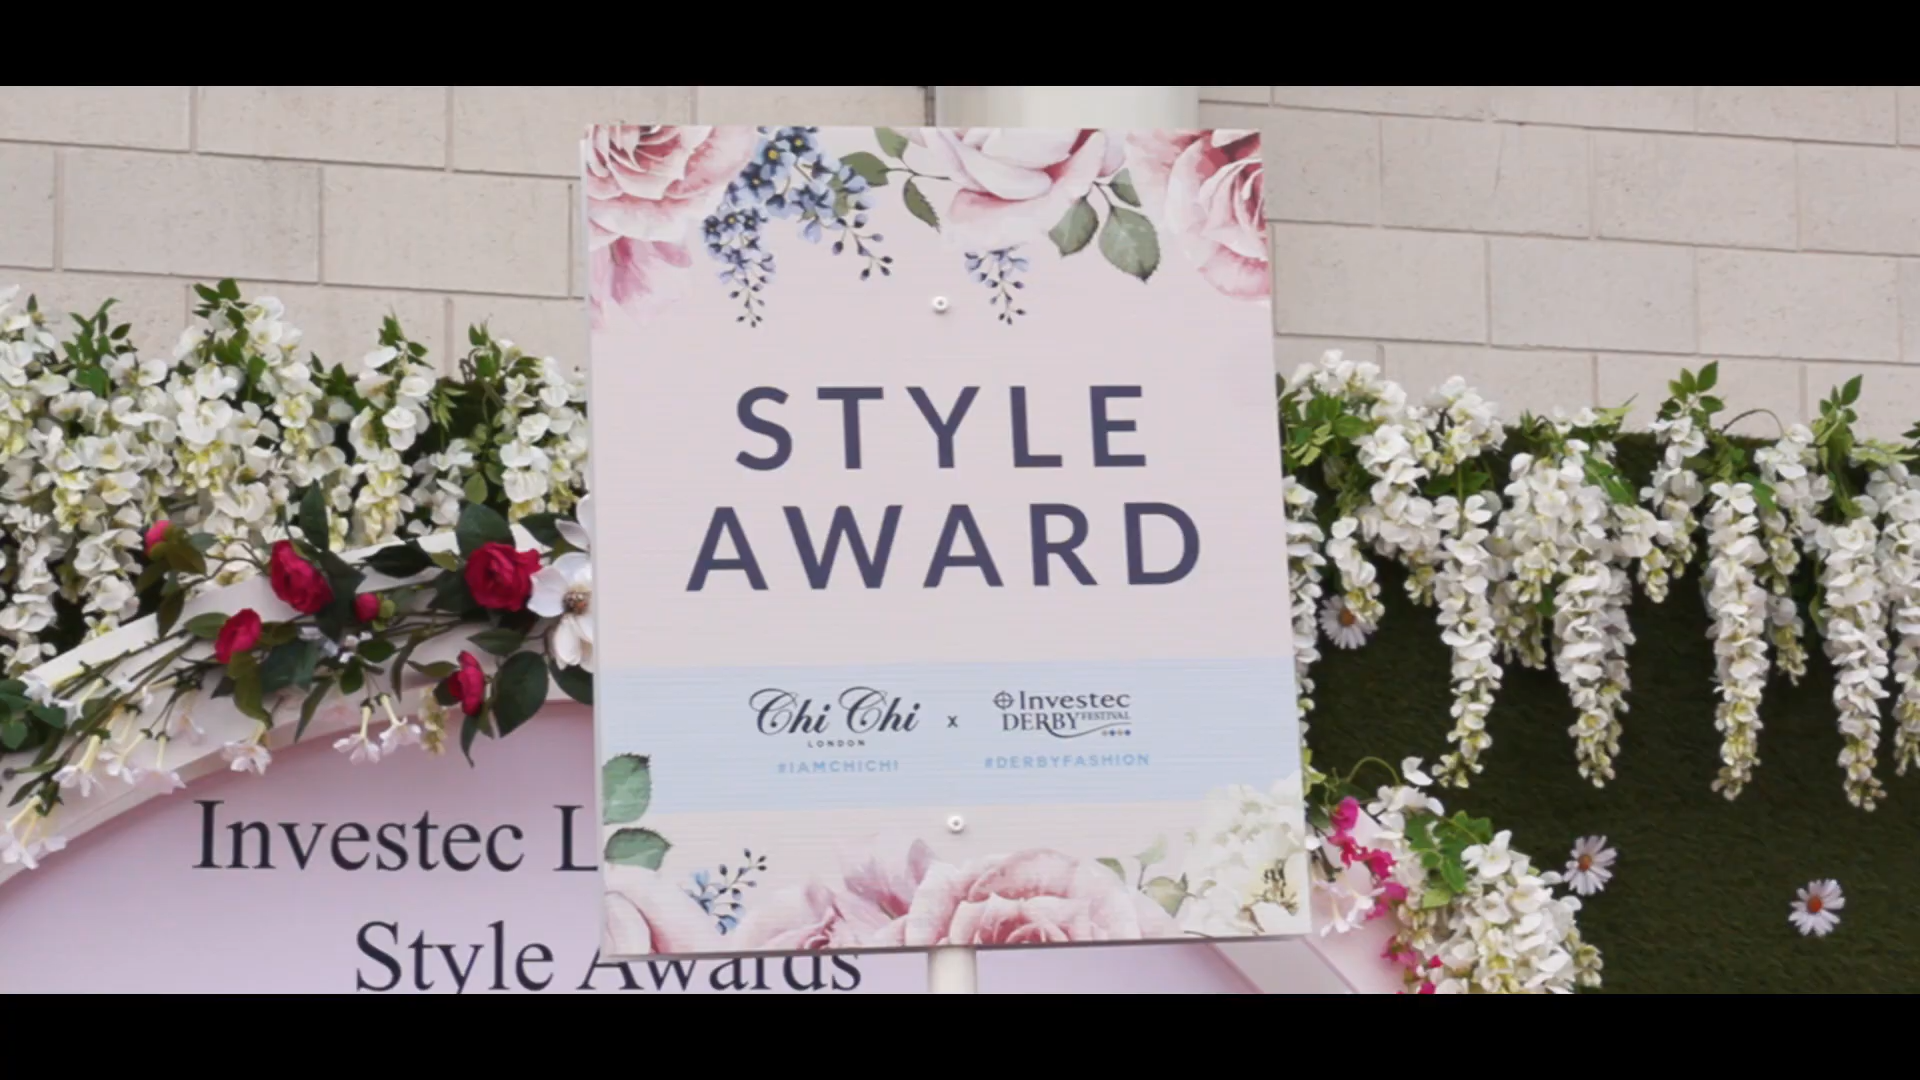 STYLE
AWARD
Chi Chi
LONDON
x
Investec
DERBY FESTIVAL
#IAMCHICHI
#DERBYFASHION
Investec L
Style Awards